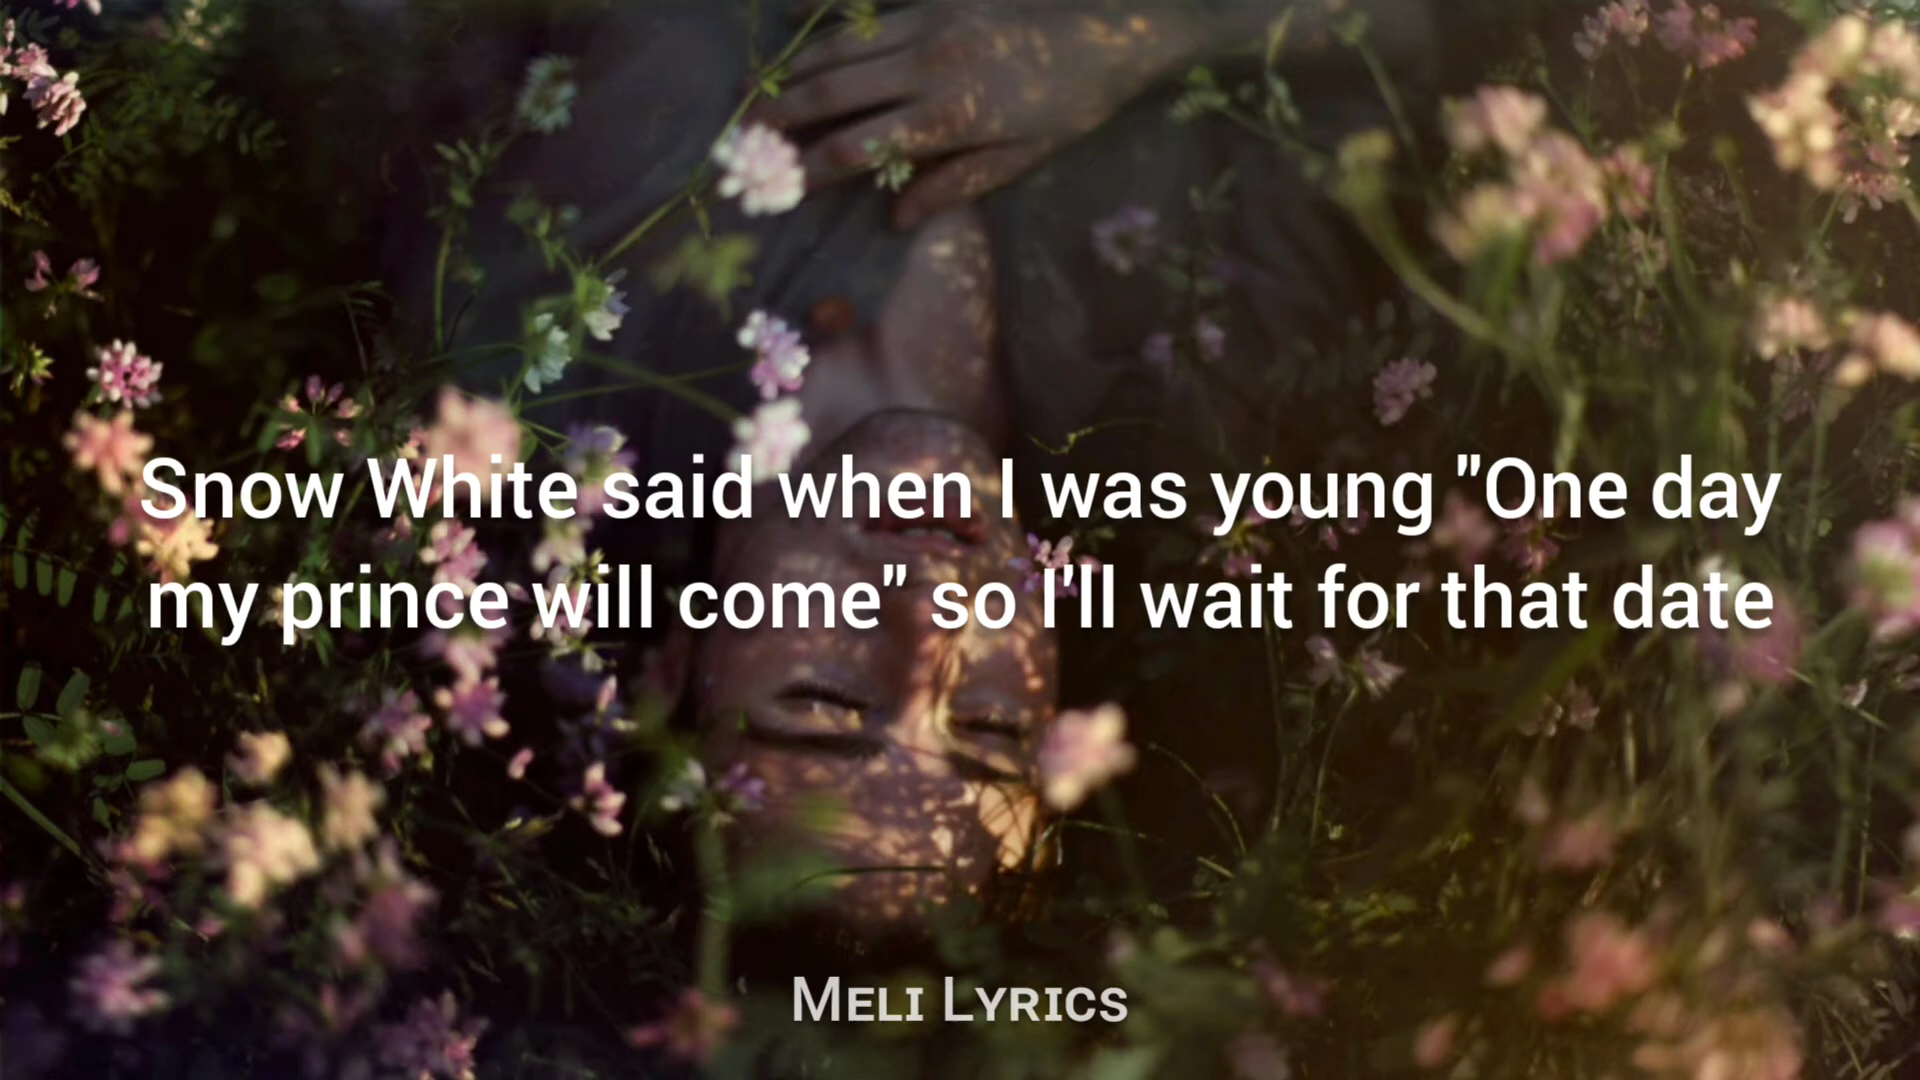 Snow White said when I was young "One day
my prince will come" so I'll wait for that date
MELI LYRICS